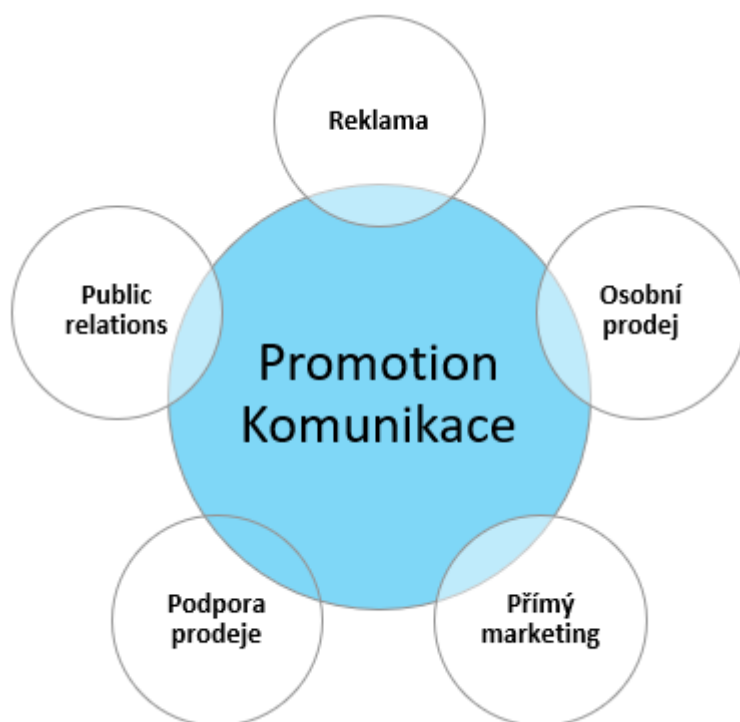 Reklama
Public
relations
Osobní
prodej
Promotion
Komunikace
Podpora
prodeje
Přímý
marketing